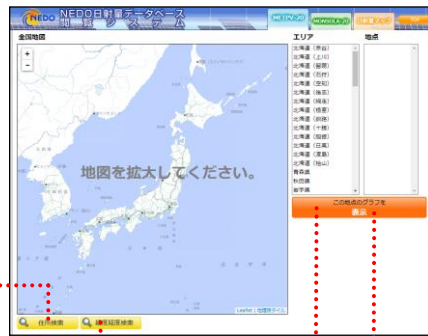 NEDO
NEDO日射量データベース
閲覧システム
METPV-20
MONSOLA-20
全国地図
エリア
地点
+
−
地図を拡大してください。
北海道（宗谷）
北海道（上川）
北海道（留萌）
北海道（石狩）
北海道（空知）
北海道（後志）
北海道（網走）
北海道（根室）
北海道（釧路）
北海道（十勝）
北海道（胆振）
北海道（日高）
北海道（渡島）
北海道（桧山）
青森県
秋田県
岩手県
この地点のグラフを
表示
Leaflet | 地理院タイル
住所検索
緯度経度検索